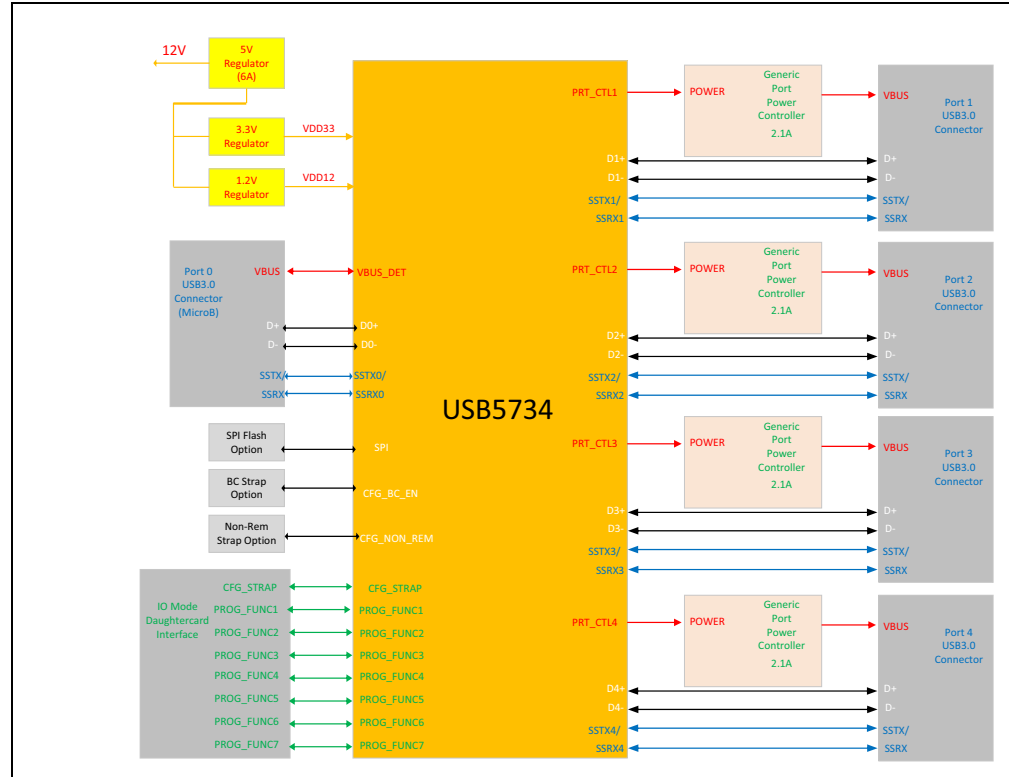 12V
5V
Regulator
(6A)
3.3V
Regulator
VDD33
1.2V
Regulator
VDD12
Port 0
USB3.0
Connector
(MicroB)
VBUS
D+
D-
SSTX/
SSRX
VBUS_DET
D0+
D0-
SSTX0/
SSRX0
SPI Flash
Option
SPI
BC Strap
Option
CFG_BC_EN
Non-Rem
Strap Option
CFG_NON_REM
IO Mode
Daughtercard
Interface
CFG_STRAP
PROG_FUNC1
PROG_FUNC2
PROG_FUNC3
PROG_FUNC4
PROG_FUNC5
PROG_FUNC6
PROG_FUNC7
CFG_STRAP
PROG_FUNC1
PROG_FUNC2
PROG_FUNC3
PROG_FUNC4
PROG_FUNC5
PROG_FUNC6
PROG_FUNC7
USB5734
PRT_CTL1
D1+
D1-
SSTX1/
SSRX1
POWER
Generic
Port
Power
Controller
2.1A
VBUS
D+
D-
SSTX/
SSRX
Port 1
USB3.0
Connector
PRT_CTL2
D2+
D2-
SSTX2/
SSRX2
POWER
Generic
Port
Power
Controller
2.1A
VBUS
D+
D-
SSTX/
SSRX
Port 2
USB3.0
Connector
PRT_CTL3
D3+
D3-
SSTX3/
SSRX3
POWER
Generic
Port
Power
Controller
2.1A
VBUS
D+
D-
SSTX/
SSRX
Port 3
USB3.0
Connector
PRT_CTL4
D4+
D4-
SSTX4/
SSRX4
POWER
Generic
Port
Power
Controller
2.1A
VBUS
D+
D-
SSTX/
SSRX
Port 4
USB3.0
Connector